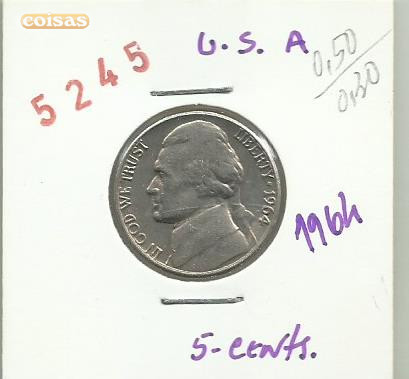 coisas
5245
U.S.A
0,50
0,30
IN GOD WE TRUST
LIBERTY · 1964
1964
5-cents.